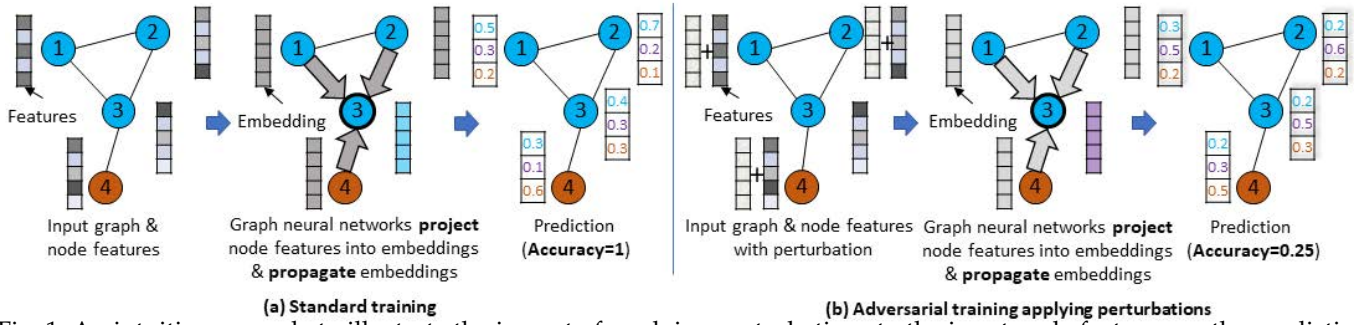 1
2
3
4
Features
Input graph &
node features
1
2
3
4
Embedding
Graph neural networks project
node features into embeddings
& propagate embeddings
0.5
0.3
0.2
0.7
0.2
0.1
0.4
0.3
0.3
0.3
0.1
0.6
1
2
3
4
Prediction
(Accuracy=1)
(a) Standard training
+
+
+
1
2
3
4
Features
Input graph & node features
with perturbation
1
2
3
4
Embedding
Graph neural networks project
node features into embeddings
& propagate embeddings
0.3
0.5
0.2
0.2
0.6
0.2
0.2
0.5
0.3
0.2
0.3
0.5
1
2
3
4
Prediction
(Accuracy=0.25)
(b) Adversarial training applying perturbations